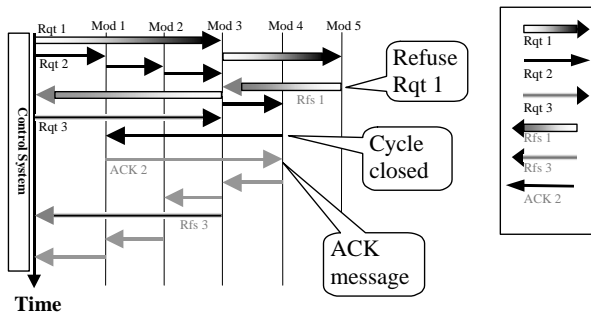 Mod 1 Mod 2 Mod 3 Mod 4 Mod 5
Rqt 1
Rqt 2
Rfs 1
Rqt 3
ACK 2
Rfs 3
Control System
Time
Refuse
Rqt 1
Cycle
closed
ACK
message
Rqt 1
Rqt 2
Rqt 3
Rfs 1
Rfs 3
ACK 2